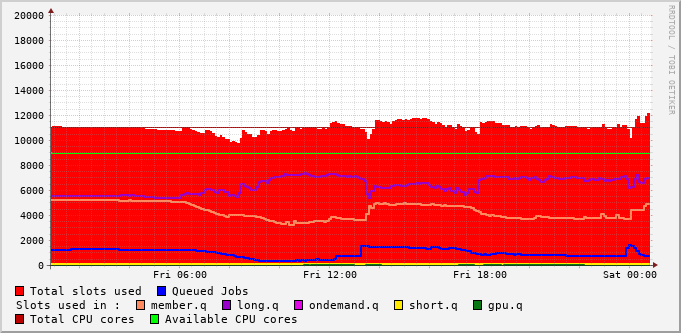 RRDTOOL / TOBI OETIKER
20000
18000
16000
14000
12000
10000
8000
6000
4000
2000
0
Fri 06:00 Fri 12:00 Fri 18:00 Sat 00:00
Total slots used Queued Jobs
Slots used in : member.q long.q ondemand.q short.q gpu.q
Total CPU cores Available CPU cores